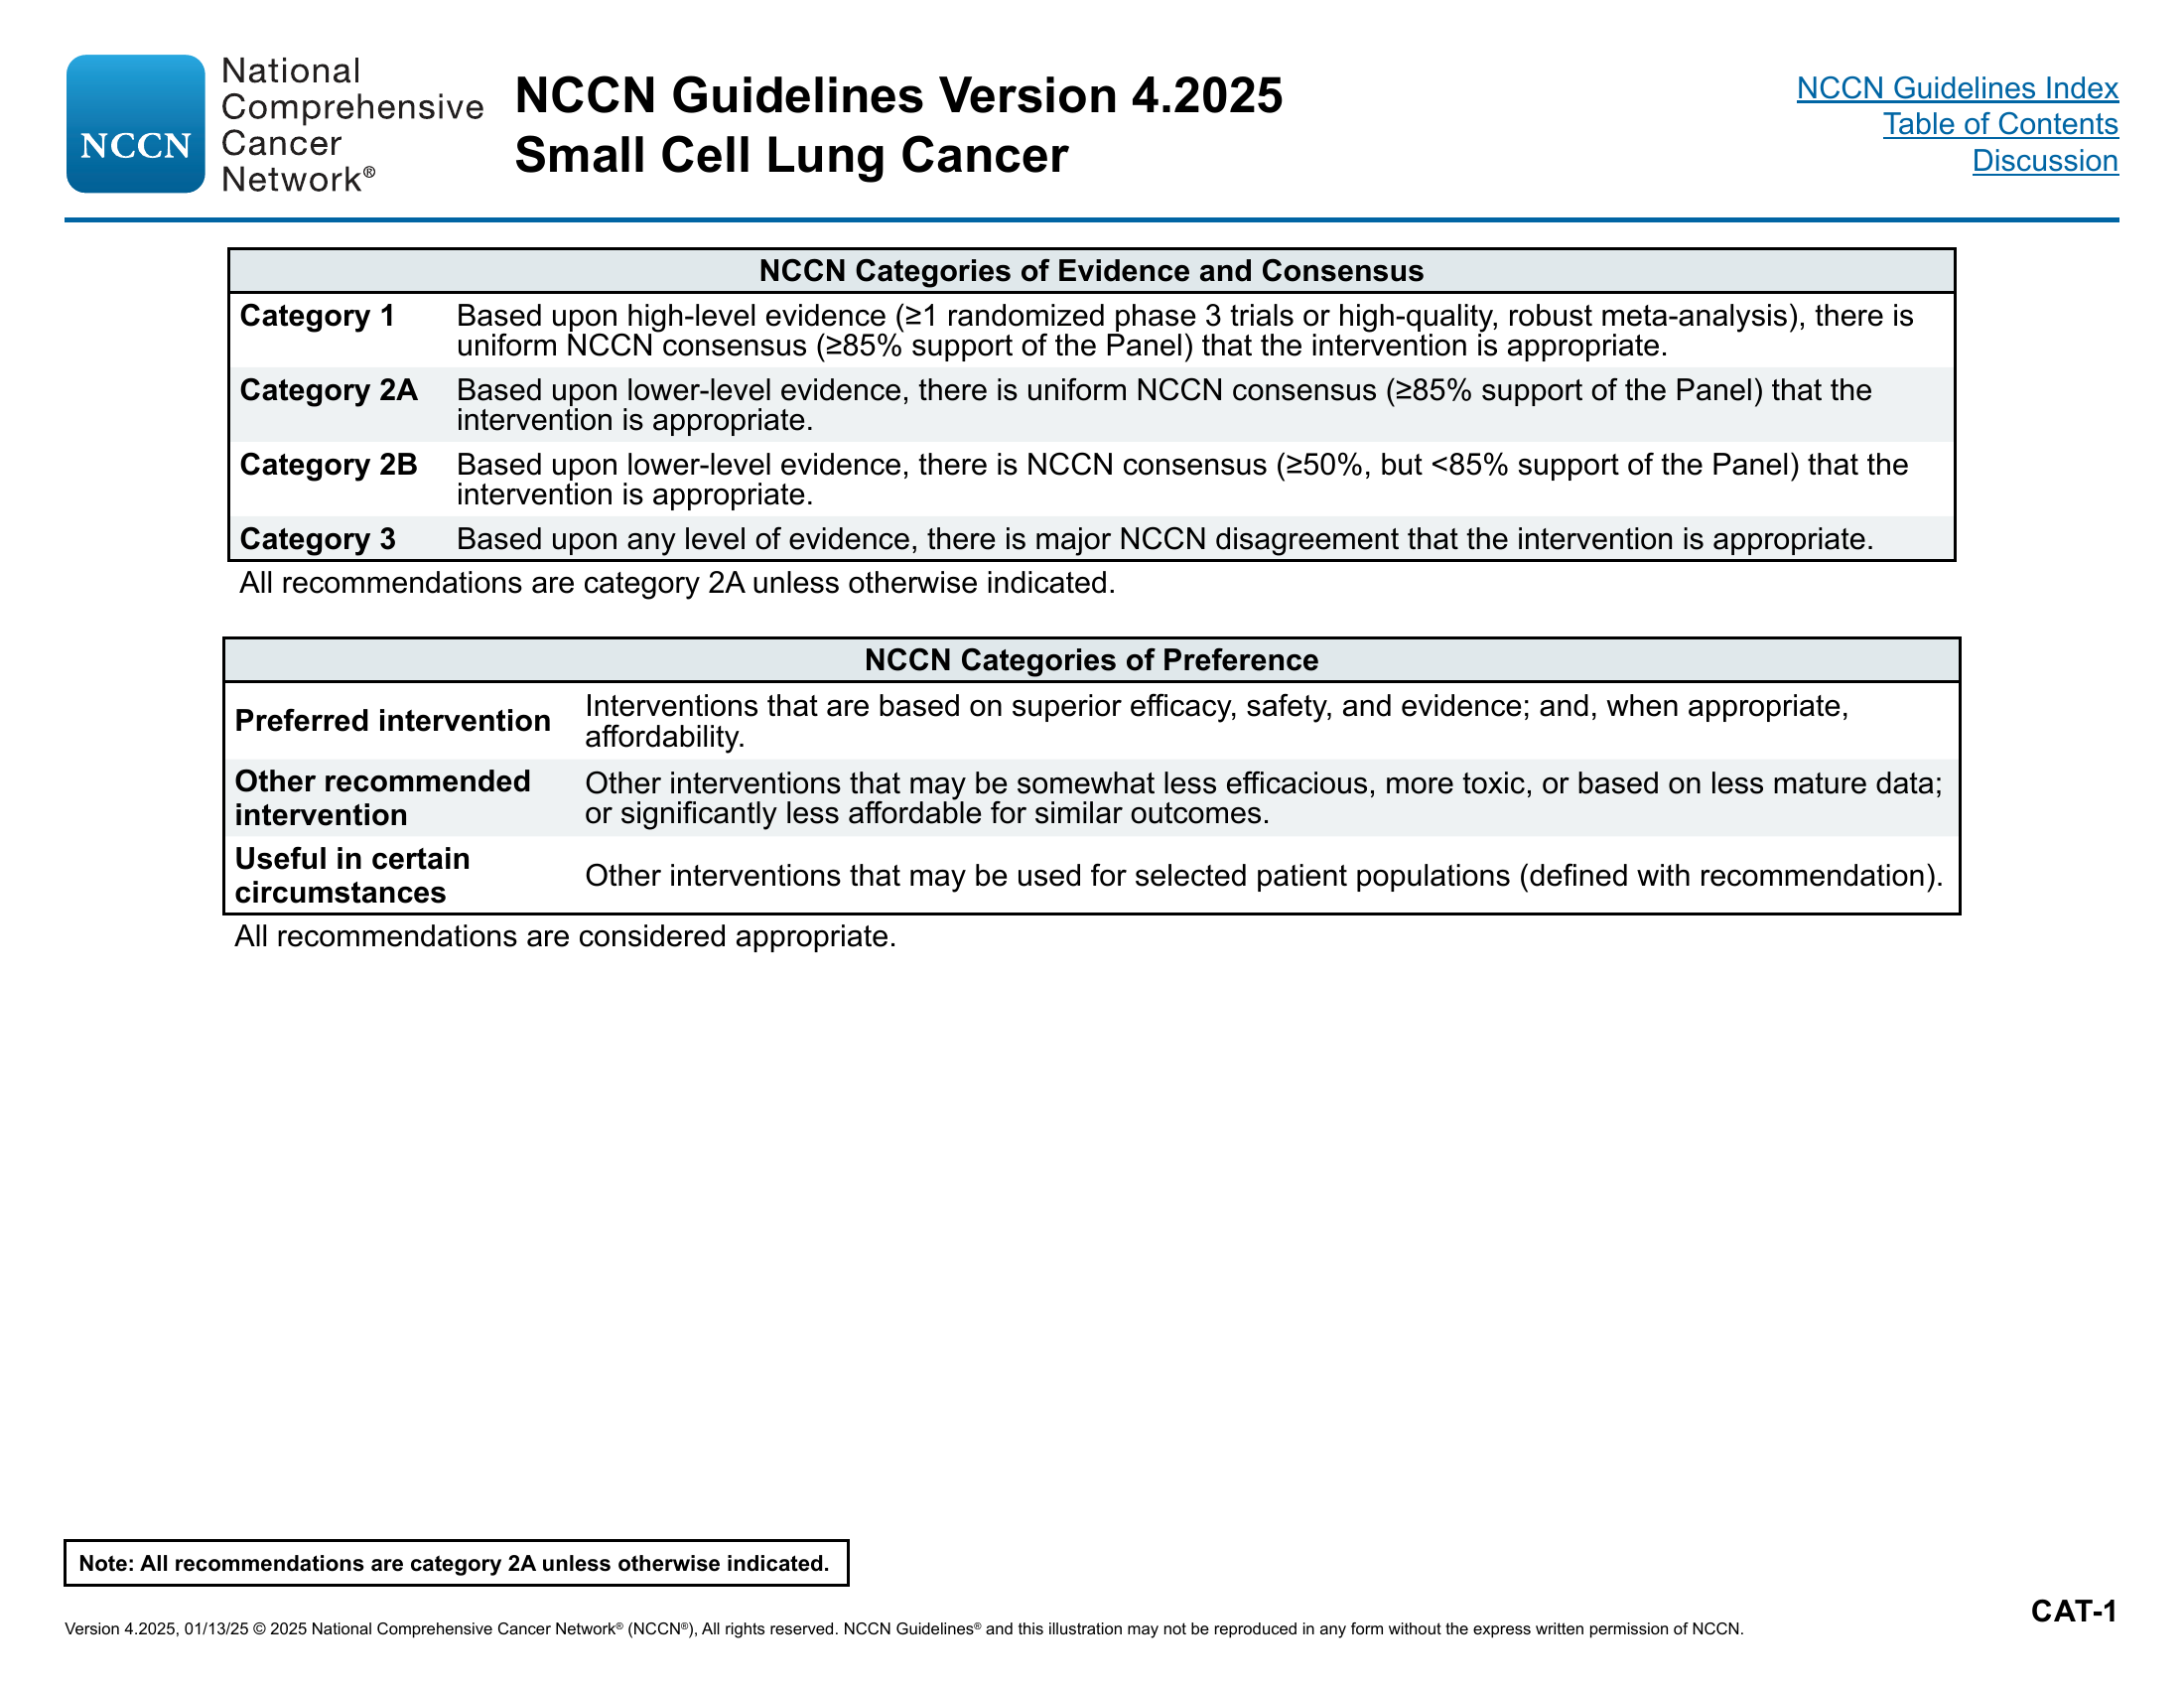 NCCN
National
Comprehensive
Cancer
Network®
NCCN Guidelines Version 4.2025
Small Cell Lung Cancer
NCCN Guidelines Index
Table of Contents
Discussion
NCCN Categories of Evidence and Consensus
Category 1 Based upon high-level evidence (≥1 randomized phase 3 trials or high-quality, robust meta-analysis), there is
uniform NCCN consensus (≥85% support of the Panel) that the intervention is appropriate.
Category 2A Based upon lower-level evidence, there is uniform NCCN consensus (≥85% support of the Panel) that the
intervention is appropriate.
Category 2B Based upon lower-level evidence, there is NCCN consensus (≥50%, but <85% support of the Panel) that the
intervention is appropriate.
Category 3 Based upon any level of evidence, there is major NCCN disagreement that the intervention is appropriate.
All recommendations are category 2A unless otherwise indicated.
NCCN Categories of Preference
Preferred intervention
Interventions that are based on superior efficacy, safety, and evidence; and, when appropriate,
affordability.
Other recommended
intervention
Other interventions that may be somewhat less efficacious, more toxic, or based on less mature data;
or significantly less affordable for similar outcomes.
Useful in certain
circumstances
Other interventions that may be used for selected patient populations (defined with recommendation).
All recommendations are considered appropriate.
Note: All recommendations are category 2A unless otherwise indicated.
CAT-1
Version 4.2025, 01/13/25 © 2025 National Comprehensive Cancer Network® (NCCN®), All rights reserved. NCCN Guidelines® and this illustration may not be reproduced in any form without the express written permission of NCCN.